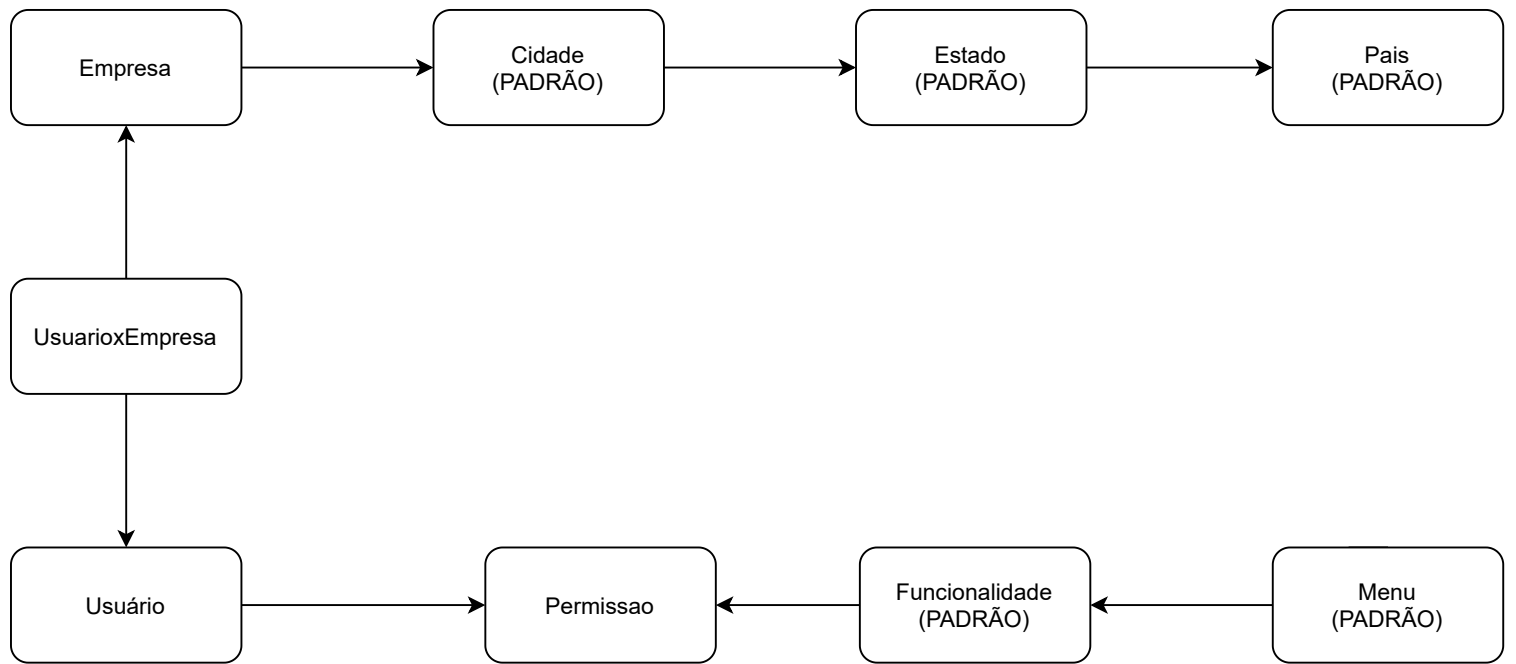 Empresa
Cidade
(PADRÃO)
Estado
(PADRÃO)
Pais
(PADRÃO)
UsuarioxEmpresa
Usuário
Permissao
Funcionalidade
(PADRÃO)
Menu
(PADRÃO)